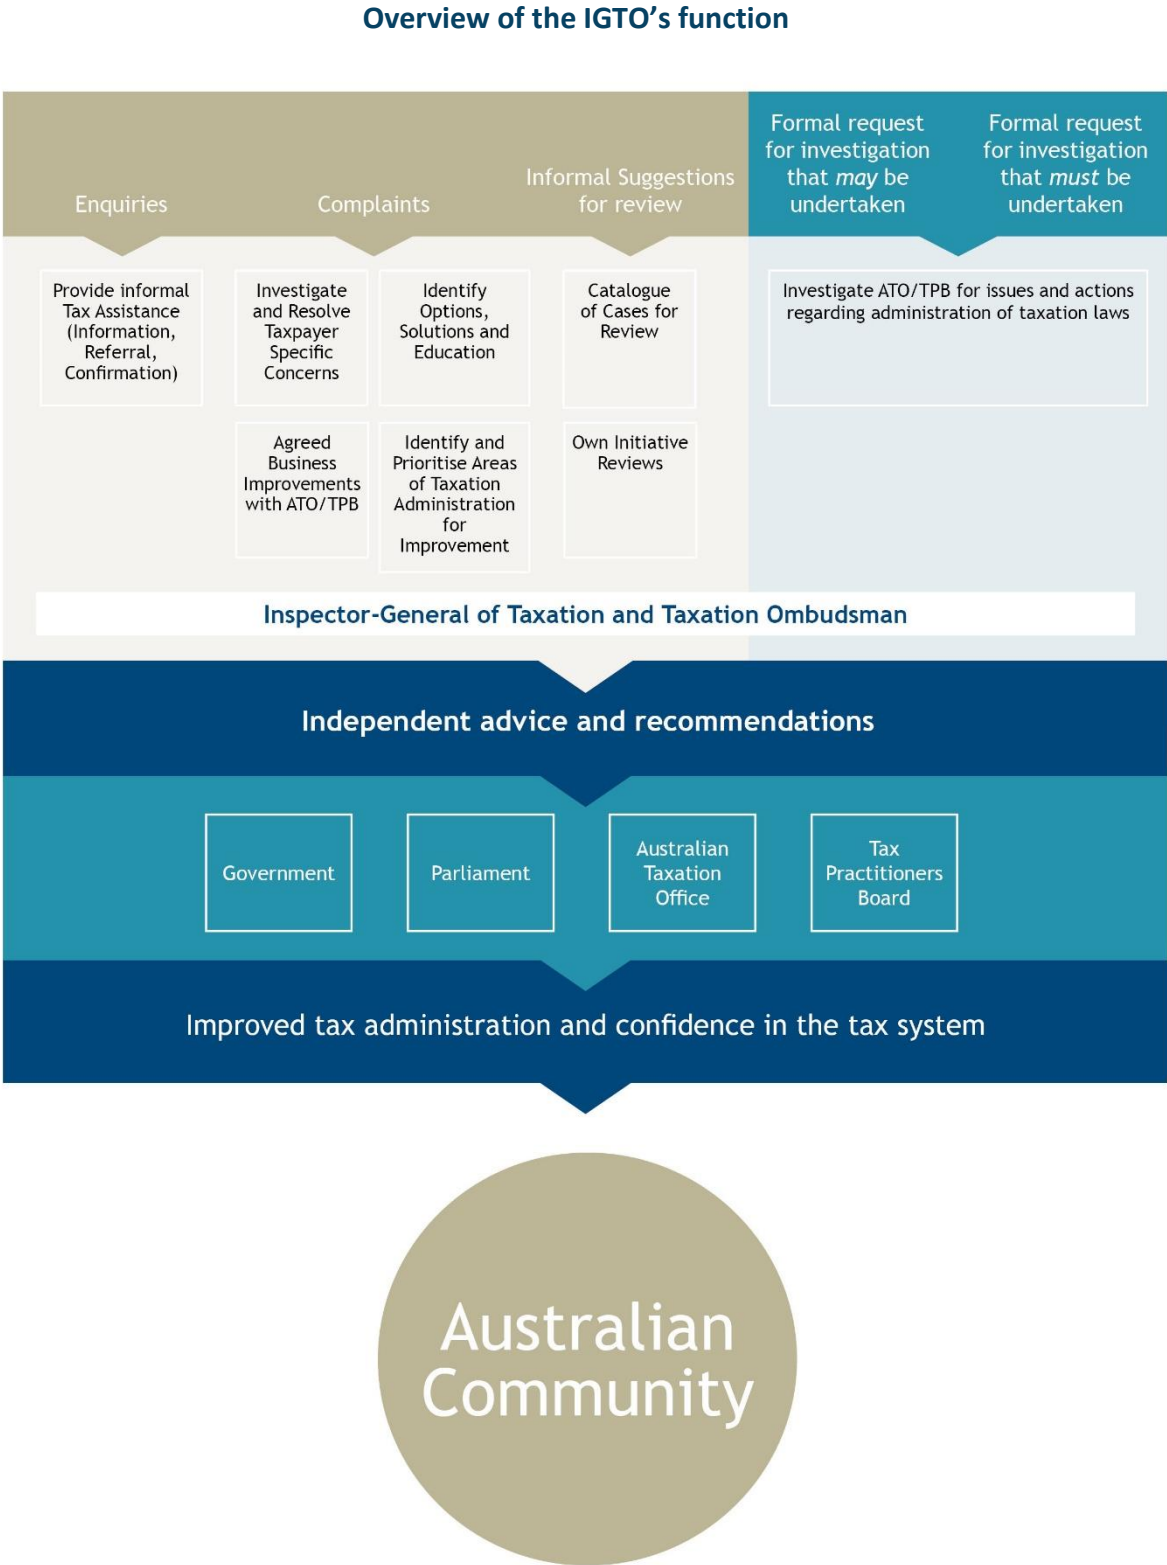 Overview of the IGTO’s function
Enquiries
Complaints
Informal Suggestions
for review
Formal request
for investigation
that may be
undertaken
Formal request
for investigation
that must be
undertaken
Provide informal
Tax Assistance
(Information,
Referral,
Confirmation)
Investigate
and Resolve
Taxpayer
Specific
Concerns
Identify
Options,
Solutions and
Education
Catalogue
of Cases for
Review
Investigate ATO/TPB for issues and actions
regarding administration of taxation laws
Agreed
Business
Improvements
with ATO/TPB
Identify and
Prioritise Areas
of Taxation
Administration
for
Improvement
Own Initiative
Reviews
Inspector-General of Taxation and Taxation Ombudsman
Independent advice and recommendations
Government
Parliament
Australian
Taxation
Office
Tax
Practitioners
Board
Improved tax administration and confidence in the tax system
Australian
Community